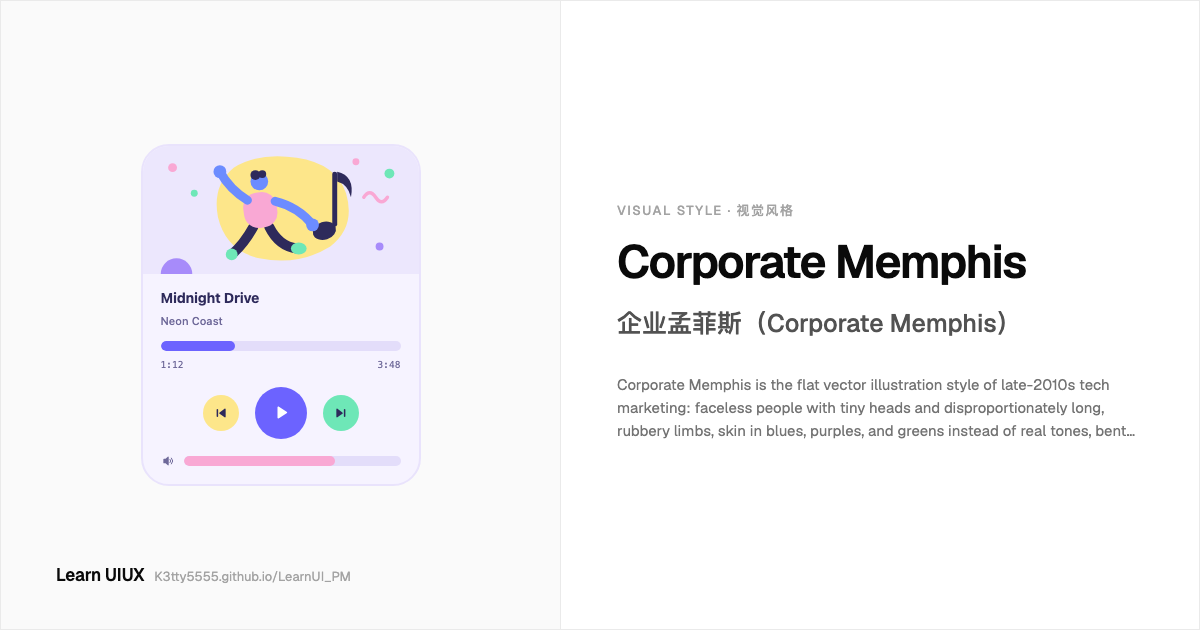 Midnight Drive
Neon Coast
1:12
3:48
Learn UIUX K3tty5555.github.io/LearnUI_PM
VISUAL STYLE · 视觉风格
Corporate Memphis
企业孟菲斯（Corporate Memphis）
Corporate Memphis is the flat vector illustration style of late-2010s tech
marketing: faceless people with tiny heads and disproportionately long,
rubbery limbs, skin in blues, purples, and greens instead of real tones, bent…